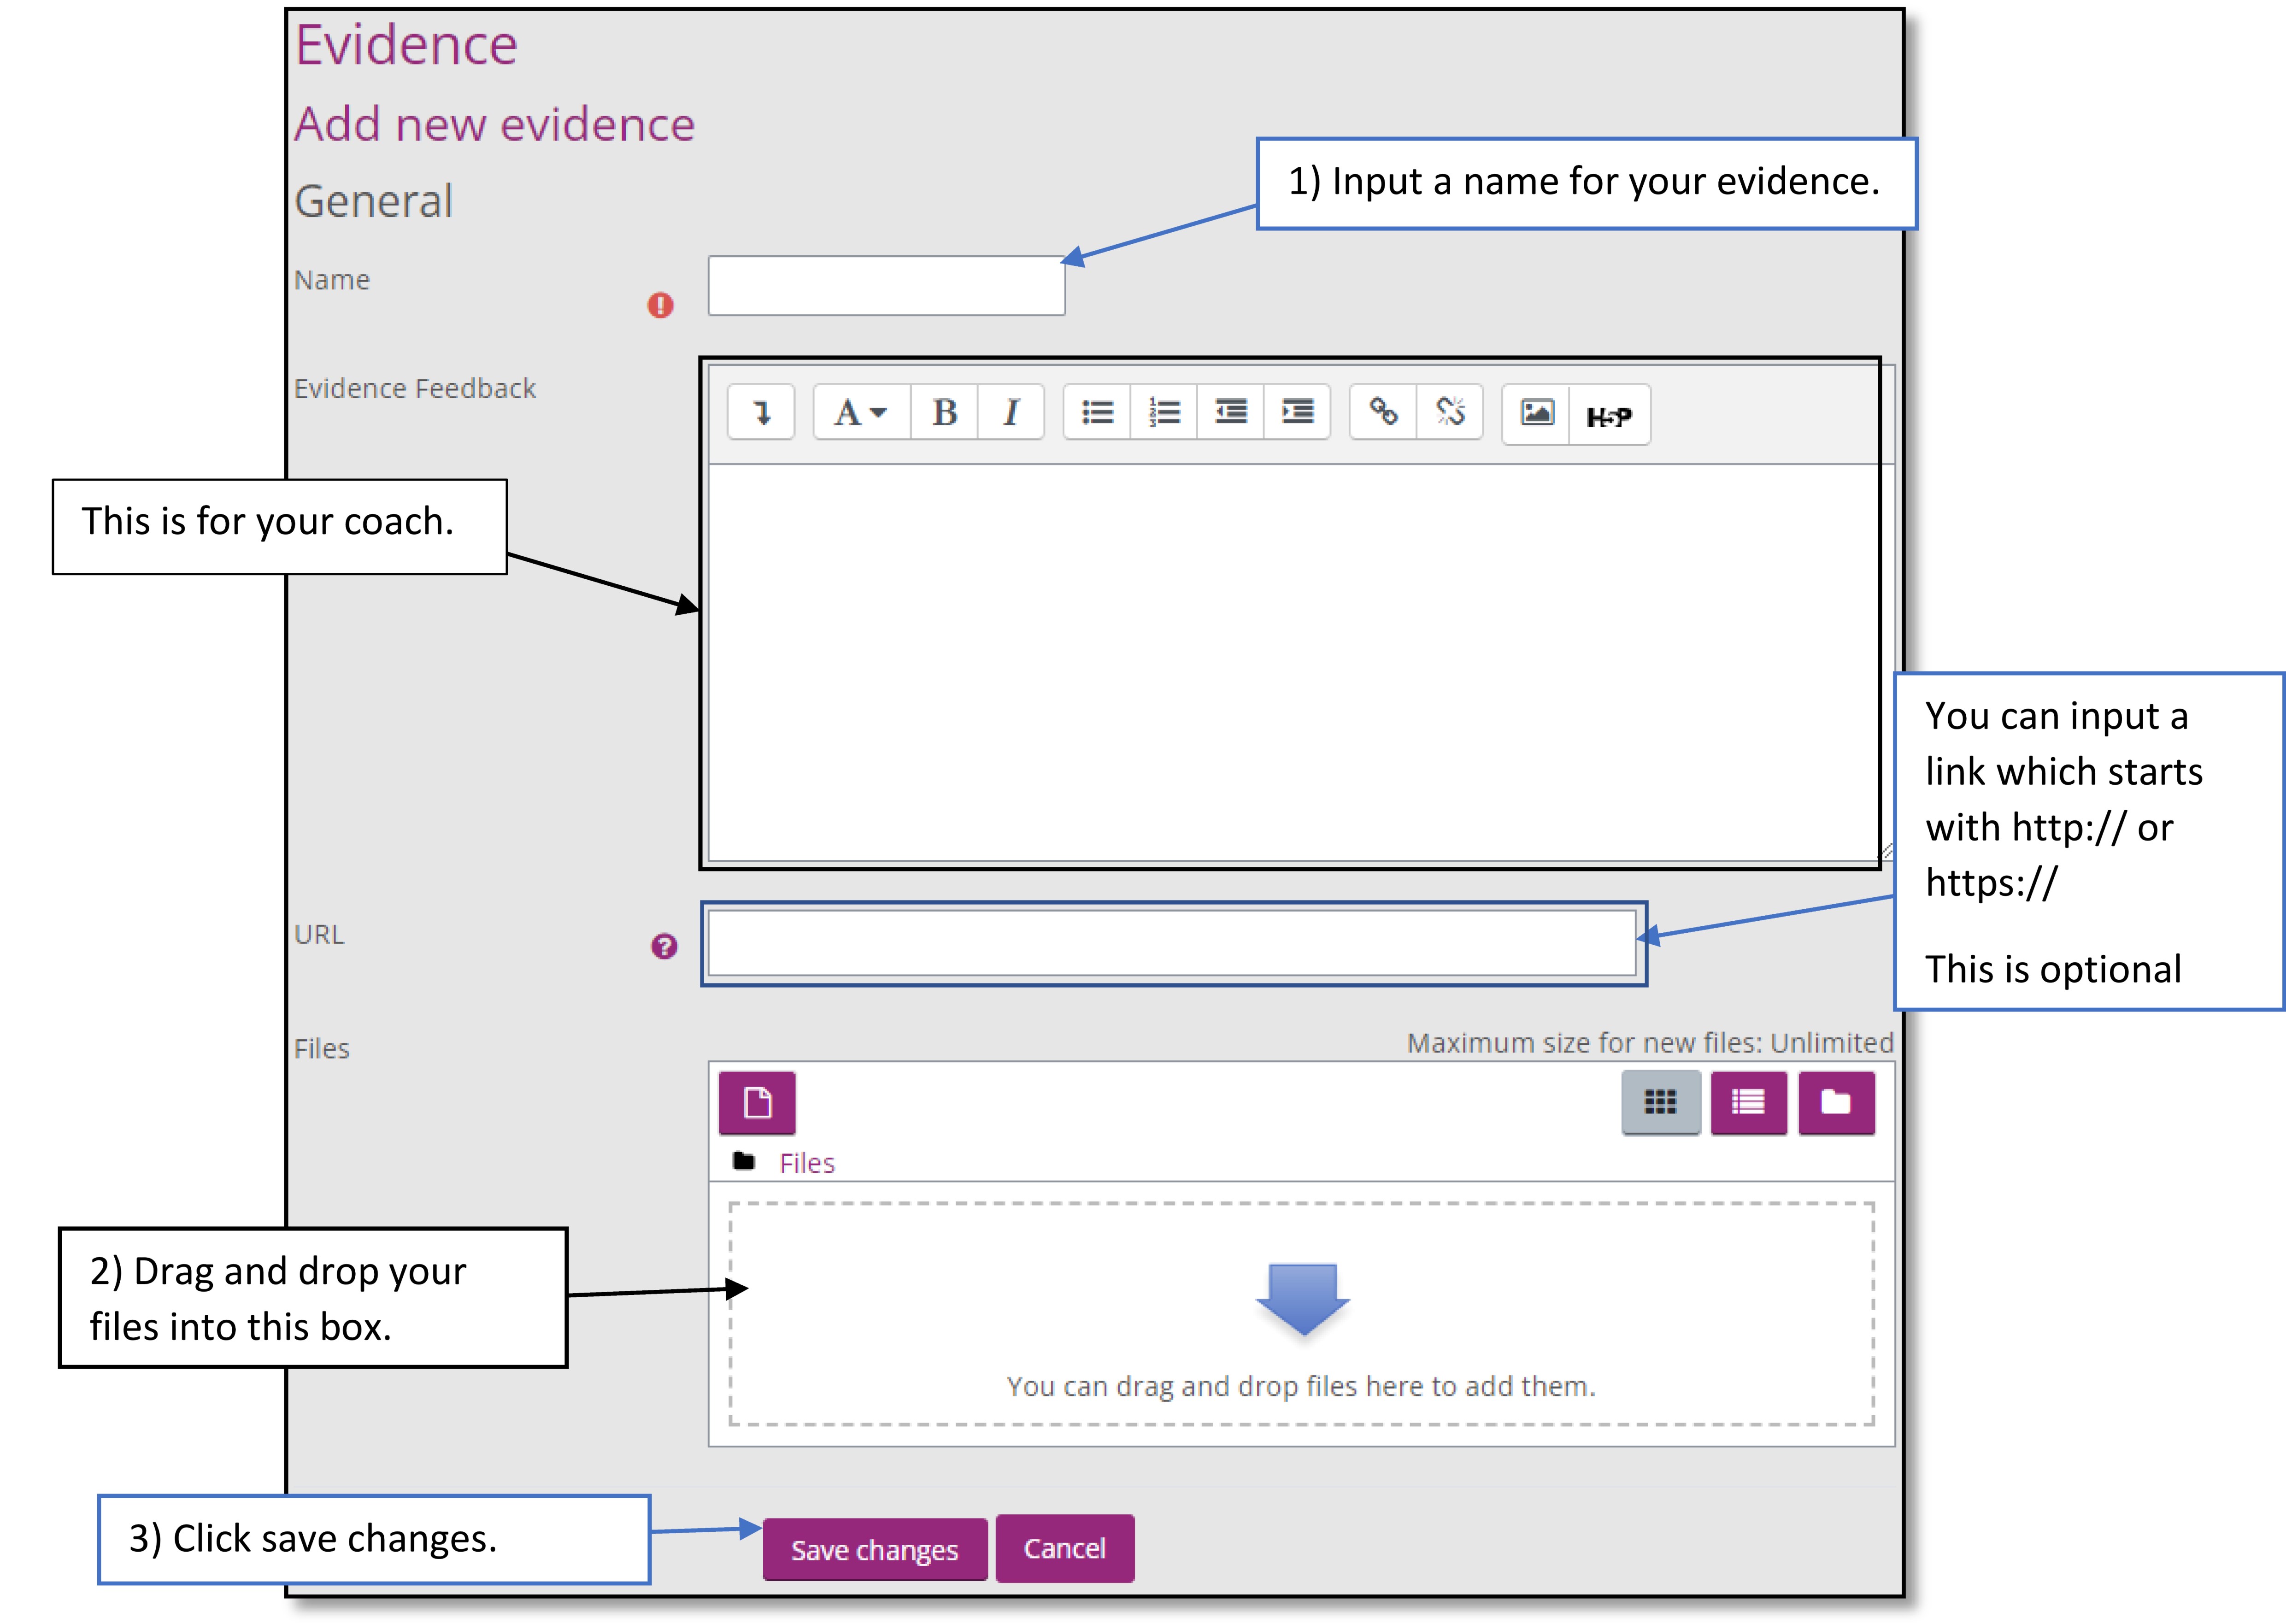 Evidence
Add new evidence
1) Input a name for your evidence.
General
Name
Evidence Feedback
A B I
H5P
This is for your coach.
You can input a
link which starts
with http:// or
https://
This is optional
URL
Files
Maximum size for new files: Unlimited
Files
2) Drag and drop your
files into this box.
You can drag and drop files here to add them.
3) Click save changes.
Save changes
Cancel